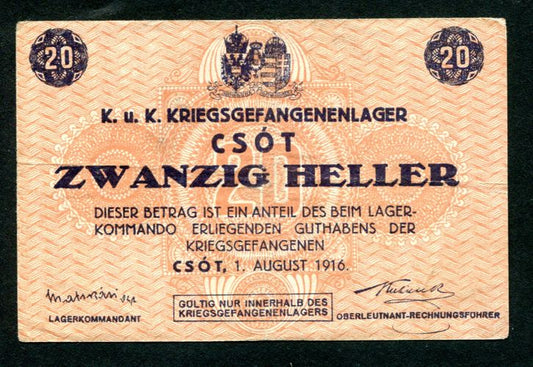 20 20
K. u. K. KRIEGSGEFANGENENLAGER
CSÓT
20
ZWANZIG HELLER
DIESER BETRAG IST EIN ANTEIL DES BEIM LAGER-
KOMMANDO ERLIEGENDEN GUTHABENS DER
KRIEGSGEFANGENEN
CSÓT, 1. AUGUST 1916.
LAGERKOMMANDANT
GÜLTIG NUR INNERHALB DES
KRIEGSGEFANGENENLAGERS
OBERLEUTNANT-RECHNUNGSFÜHRER